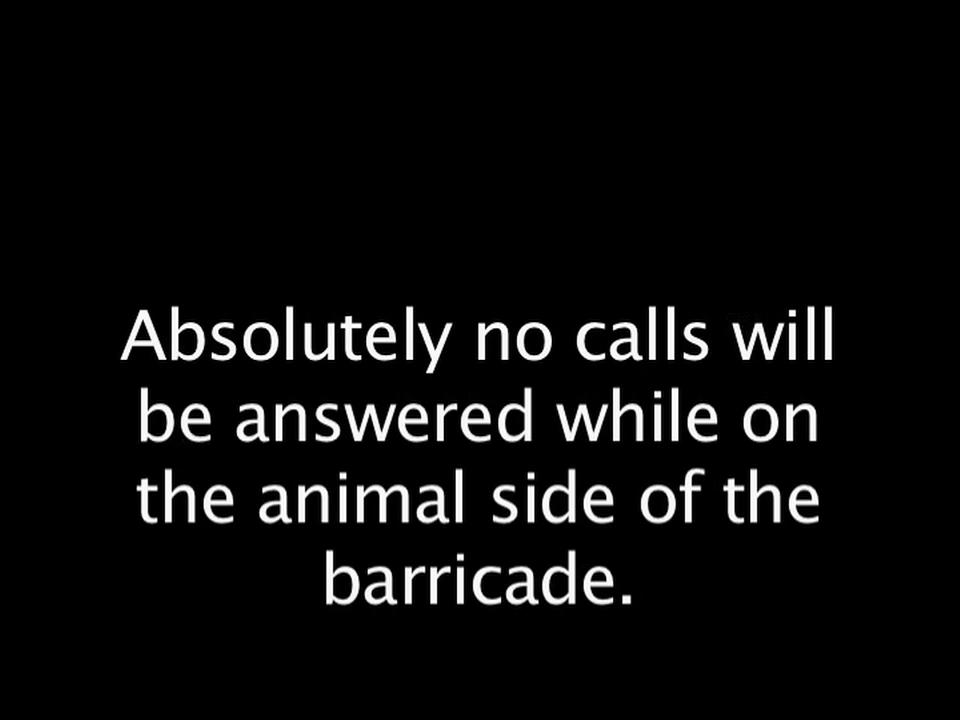 Absolutely no calls will
be answered while on
the animal side of the
barricade.